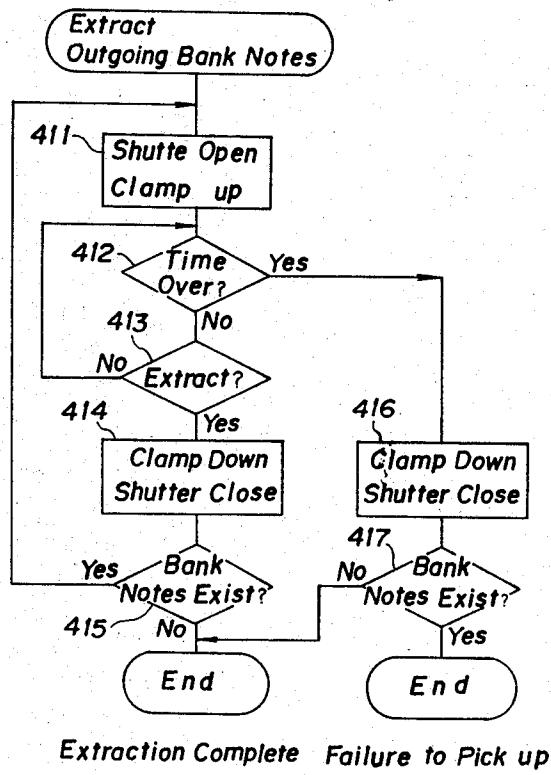 Extract
Outgoing Bank Notes
411
Shutte Open
Clamp up
412
Time
Over?
Yes
No
413
No
Extract?
Yes
414
Clamp Down
Shutter Close
416
Clamp Down
Shutter Close
Yes
Bank
Notes Exist?
415
No
417
No
Bank
Notes Exist?
Yes
End
End
Extraction Complete
Failure to Pick up